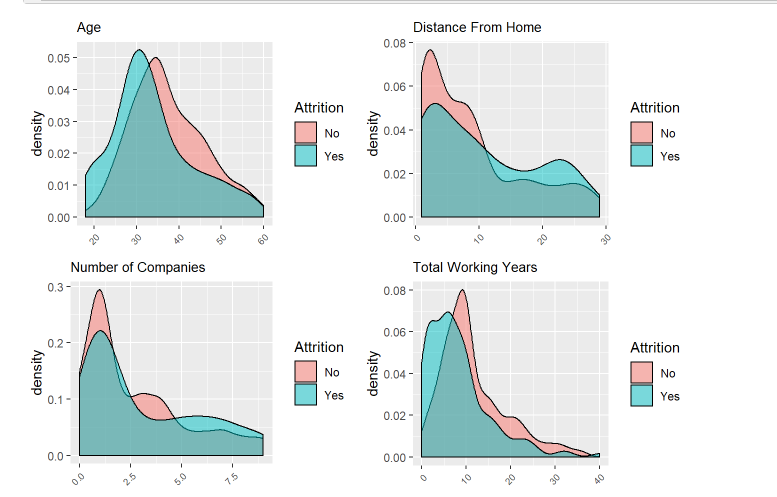 Age
density
0.05
0.04
0.03
0.02
0.01
0.00
20
30
40
50
60
Attrition
No
Yes
Distance From Home
density
0.08
0.06
0.04
0.02
0.00
0
10
20
30
Attrition
No
Yes
Number of Companies
density
0.3
0.2
0.1
0.0
0.0
2.5
5.0
7.5
Attrition
No
Yes
Total Working Years
density
0.08
0.06
0.04
0.02
0.00
0
10
20
30
40
Attrition
No
Yes